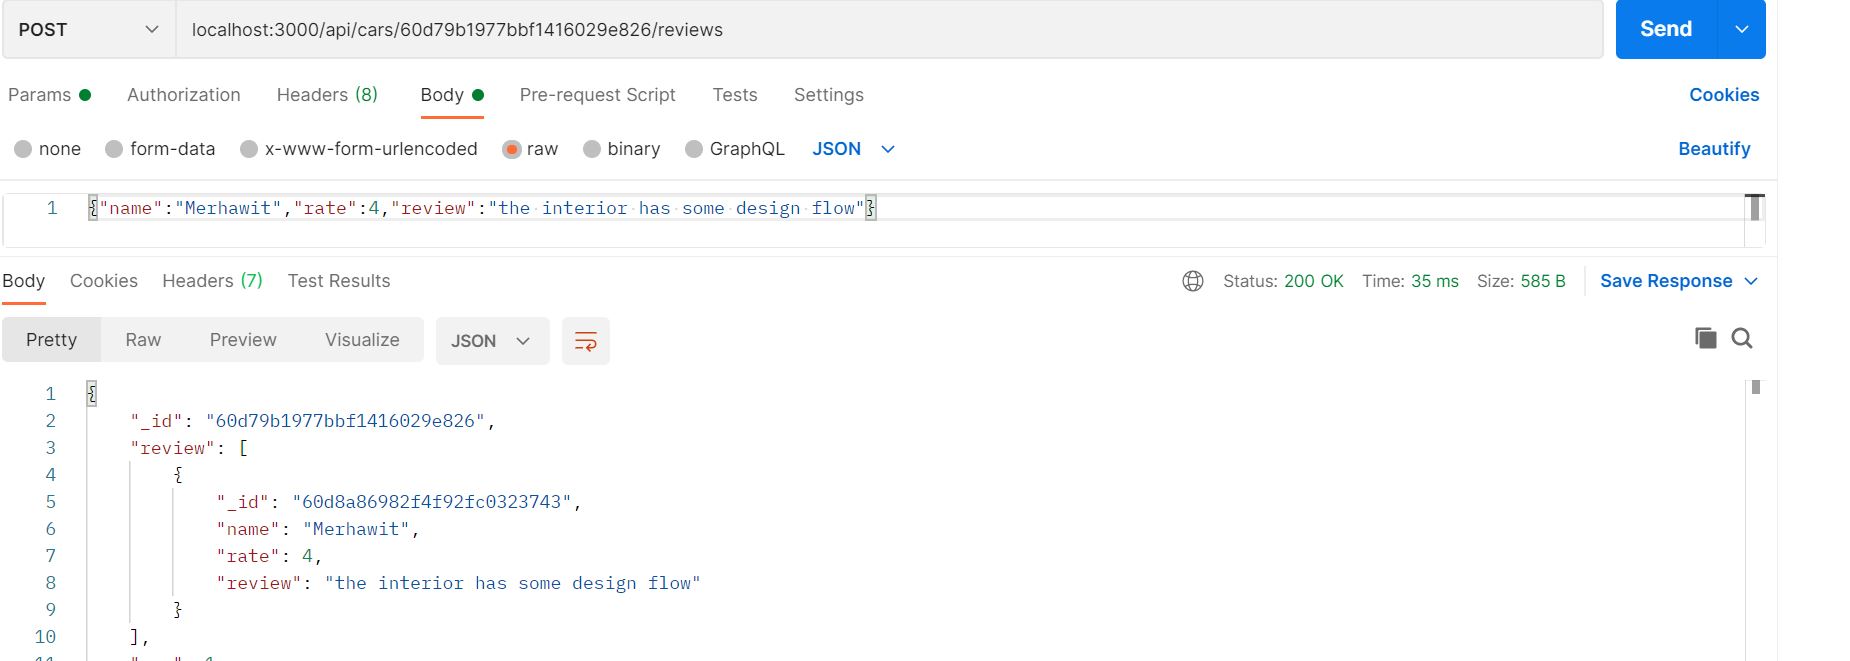 POST localhost:3000/api/cars/60d79b1977bbf1416029e826/reviews Send
Params Authorization Headers (8) Body Pre-request Script Tests Settings Cookies
none form-data x-www-form-urlencoded raw binary GraphQL JSON Beautify
1 {"name":"Merhawit","rate":4,"review":"the interior has some design flow"}
Body Cookies Headers (7) Test Results Status: 200 OK Time: 35 ms Size: 585 B Save Response
Pretty Raw Preview Visualize JSON
1 {
2 "_id": "60d79b1977bbf1416029e826",
3 "review": [
4 {
5 "_id": "60d8a86982f4f92fc0323743",
6 "name": "Merhawit",
7 "rate": 4,
8 "review": "the interior has some design flow"
9 }
10 ],